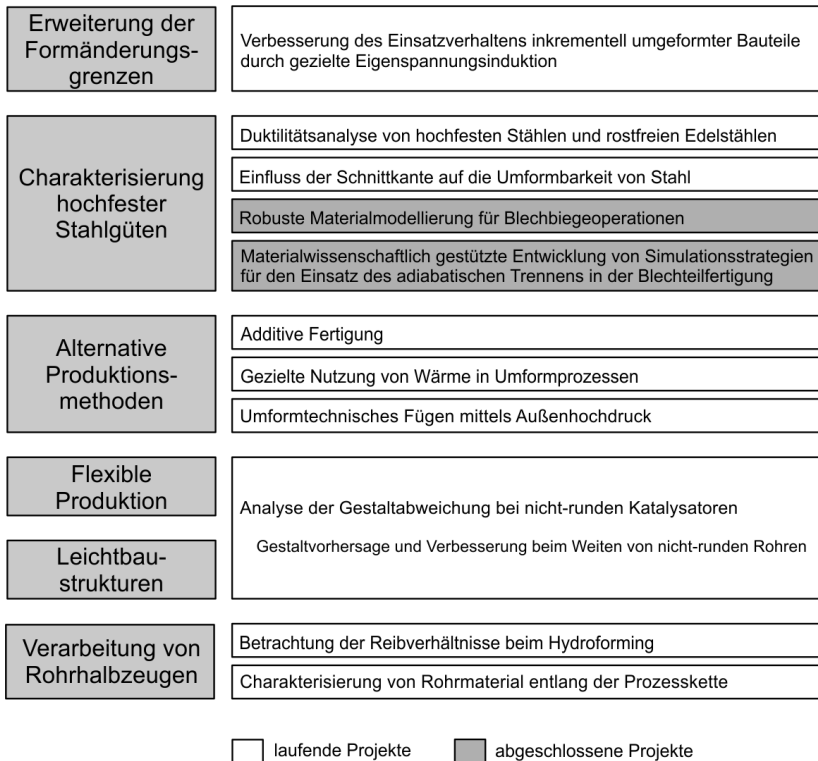 Erweiterung der
Formänderungs-
grenzen
Verbesserung des Einsatzverhaltens inkrementell umgeformter Bauteile
durch gezielte Eigenspannungsinduktion
Charakterisierung
hochfester
Stahlgüten
Duktilitätsanalyse von hochfesten Stählen und rostfreien Edelstählen
Einfluss der Schnittkante auf die Umformbarkeit von Stahl
Robuste Materialmodellierung für Blechbiegeoperationen
Materialwissenschaftlich gestützte Entwicklung von Simulationsstrategien
für den Einsatz des adiabatischen Trennens in der Blechteilfertigung
Alternative
Produktions-
methoden
Additive Fertigung
Gezielte Nutzung von Wärme in Umformprozessen
Umformtechnisches Fügen mittels Außenhochdruck
Flexible
Produktion
Leichtbau-
strukturen
Analyse der Gestaltabweichung bei nicht-runden Katalysatoren
Gestaltvorhersage und Verbesserung beim Weiten von nicht-runden Rohren
Verarbeitung von
Rohrhalbzeugen
Betrachtung der Reibverhältnisse beim Hydroforming
Charakterisierung von Rohrmaterial entlang der Prozesskette
laufende Projekte
abgeschlossene Projekte